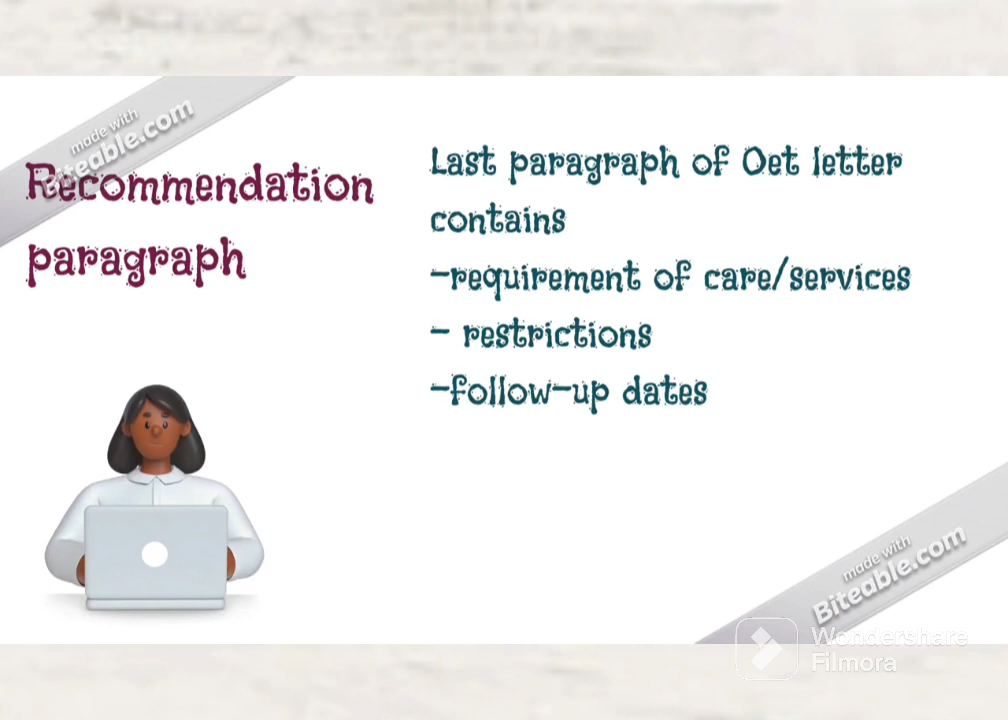 made with
Biteable.com
Recommendation
paragraph
Last paragraph of Oet letter
contains
-requirement of care/services
- restrictions
-follow-up dates
made with
Biteable.com
Wondershare
Filmora